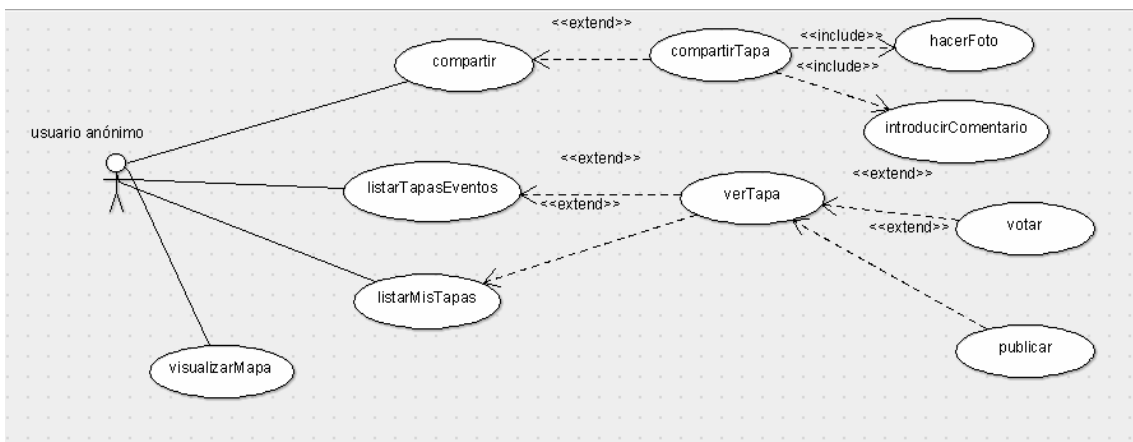 <<extend>>
compartir
compartirTapa
<<include>>
hacerFoto
<<include>>
introducirComentario
usuario anónimo
listarTapasEventos
<<extend>>
<<extend>>
verTapa
<<extend>>
<<extend>>
votar
listarMisTapas
visualizarMapa
publicar